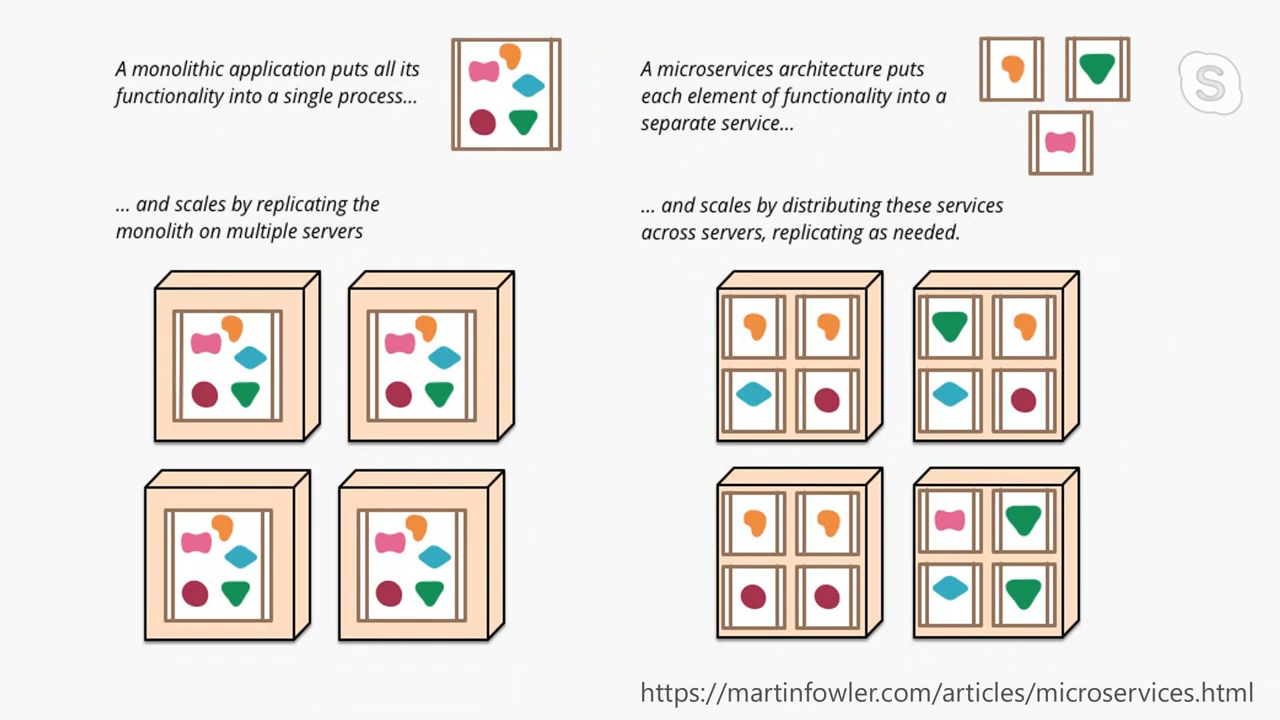 A monolithic application puts all its
functionality into a single process...
... and scales by replicating the
monolith on multiple servers
A microservices architecture puts
each element of functionality into a
separate service...
... and scales by distributing these services
across servers, replicating as needed.
S
https://martinfowler.com/articles/microservices.html